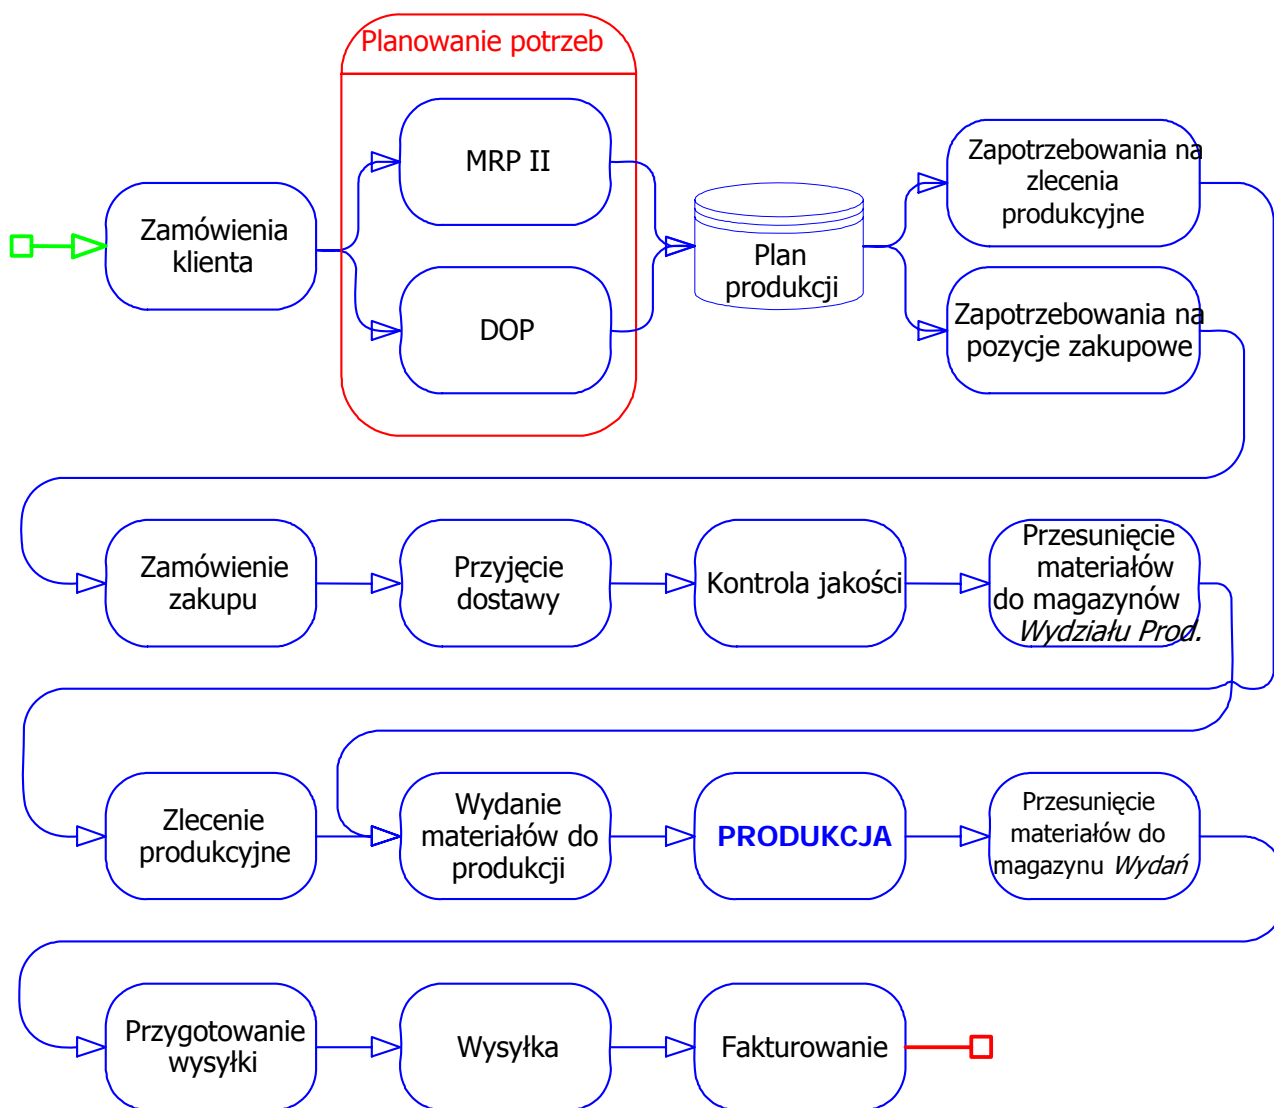 Planowanie potrzeb
MRP II
Zamówienia
klienta
DOP
Plan
produkcji
Zapotrzebowania na
zlecenia
produkcyjne
Zapotrzebowania na
pozycje zakupowe
Zamówienie
zakupu
Przyjęcie
dostawy
Kontrola jakości
Przesunięcie
materiałów
do magazynów
Wydziału Prod.
Zlecenie
produkcyjne
Wydanie
materiałów do
produkcji
PRODUKCJA
Przesunięcie
materiałów do
magazynu Wydań
Przygotowanie
wysyłki
Wysyłka
Fakturowanie